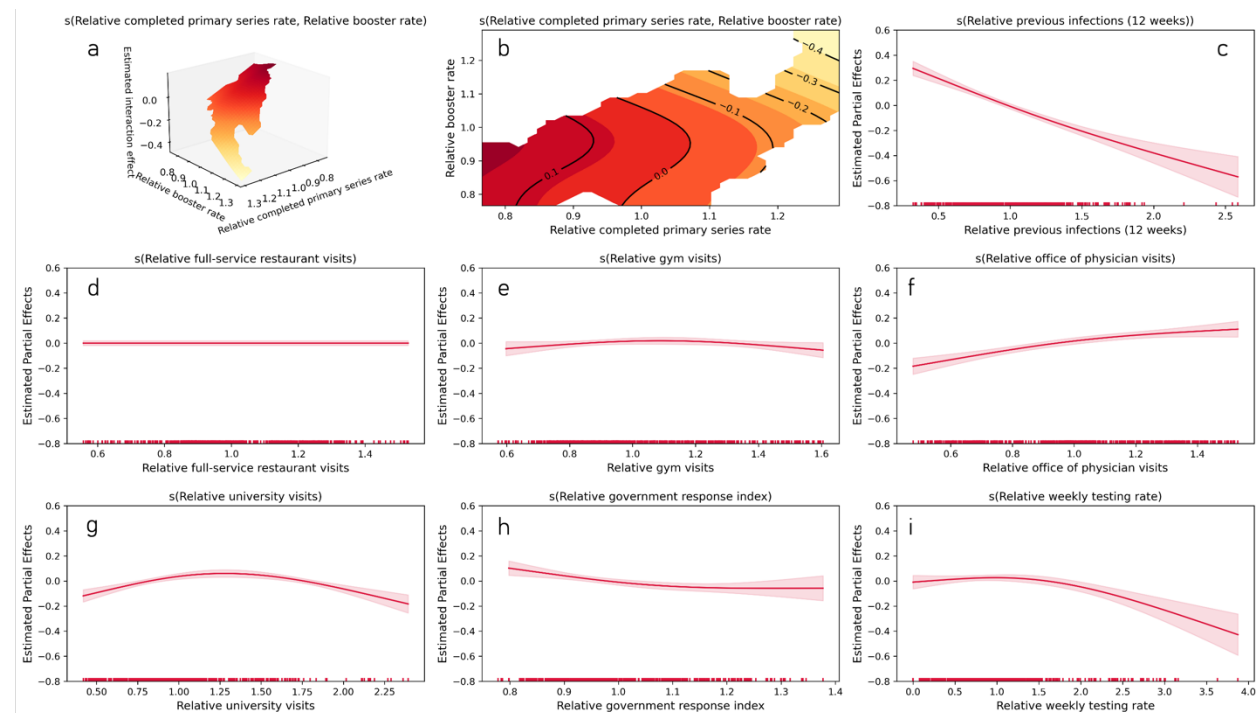 s(Relative completed primary series rate, Relative booster rate)
a
Estimated interaction effect
0.0
−0.2
−0.4
0.8
0.9
1.0
1.1
1.2
1.3
Relative booster rate
1.3
1.2
1.1
1.0
0.9
0.8
Relative completed primary series rate
s(Relative completed primary series rate, Relative booster rate)
b
Relative booster rate
1.2
1.1
1.0
0.9
0.8
0.1
0.0
−0.1
−0.2
−0.3
−0.4
0.8 0.9 1.0 1.1 1.2
Relative completed primary series rate
s(Relative previous infections (12 weeks))
c
Estimated Partial Effects
0.6
0.4
0.2
0.0
−0.2
−0.4
−0.6
−0.8
0.5 1.0 1.5 2.0 2.5
Relative previous infections (12 weeks)
s(Relative full-service restaurant visits)
d
Estimated Partial Effects
0.6
0.4
0.2
0.0
−0.2
−0.4
−0.6
−0.8
0.6 0.8 1.0 1.2 1.4
Relative full-service restaurant visits
s(Relative gym visits)
e
Estimated Partial Effects
0.6
0.4
0.2
0.0
−0.2
−0.4
−0.6
−0.8
0.6 0.8 1.0 1.2 1.4 1.6
Relative gym visits
s(Relative office of physician visits)
f
Estimated Partial Effects
0.6
0.4
0.2
0.0
−0.2
−0.4
−0.6
−0.8
0.6 0.8 1.0 1.2 1.4
Relative office of physician visits
s(Relative university visits)
g
Estimated Partial Effects
0.6
0.4
0.2
0.0
−0.2
−0.4
−0.6
−0.8
0.50 0.75 1.00 1.25 1.50 1.75 2.00 2.25
Relative university visits
s(Relative government response index)
h
Estimated Partial Effects
0.6
0.4
0.2
0.0
−0.2
−0.4
−0.6
−0.8
0.8 0.9 1.0 1.1 1.2 1.3 1.4
Relative government response index
s(Relative weekly testing rate)
i
Estimated Partial Effects
0.6
0.4
0.2
0.0
−0.2
−0.4
−0.6
−0.8
0.0 0.5 1.0 1.5 2.0 2.5 3.0 3.5 4.0
Relative weekly testing rate